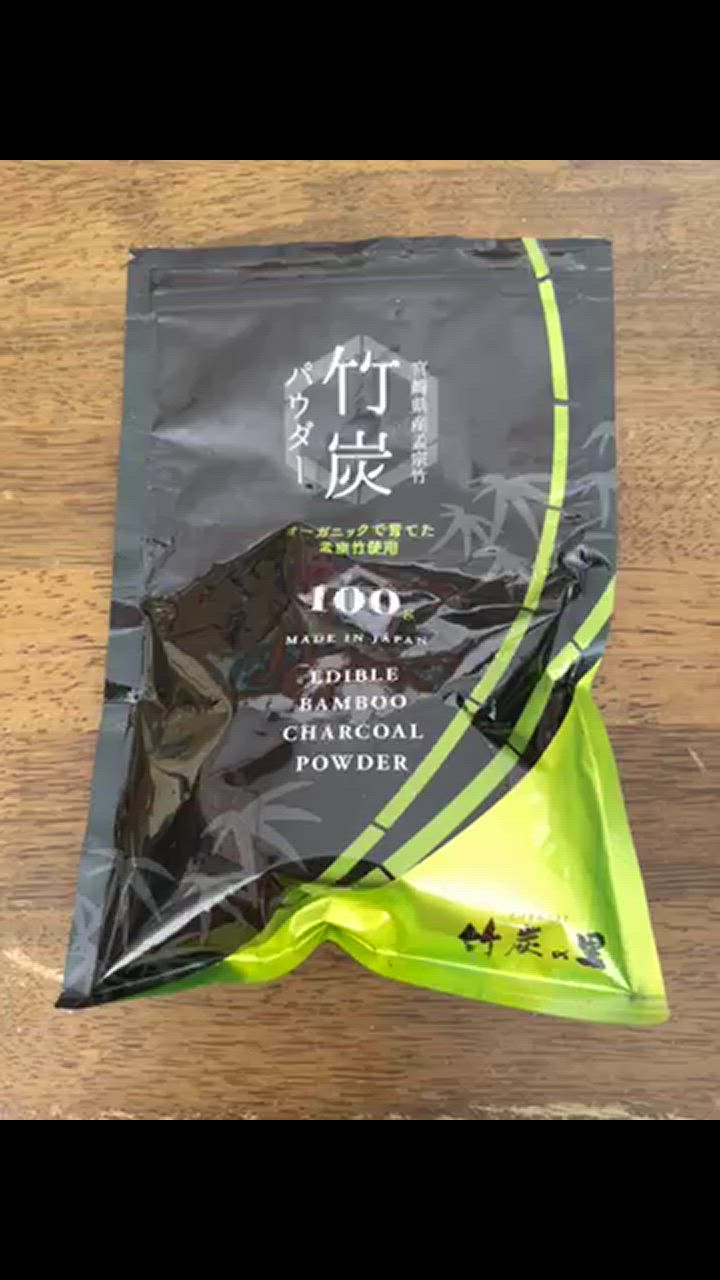 宮崎県産孟宗竹
竹炭
パウダー
オーガニックで育てた
孟宗竹使用
100g
MADE IN JAPAN
EDIBLE
BAMBOO
CHARCOAL
POWDER
竹炭の里